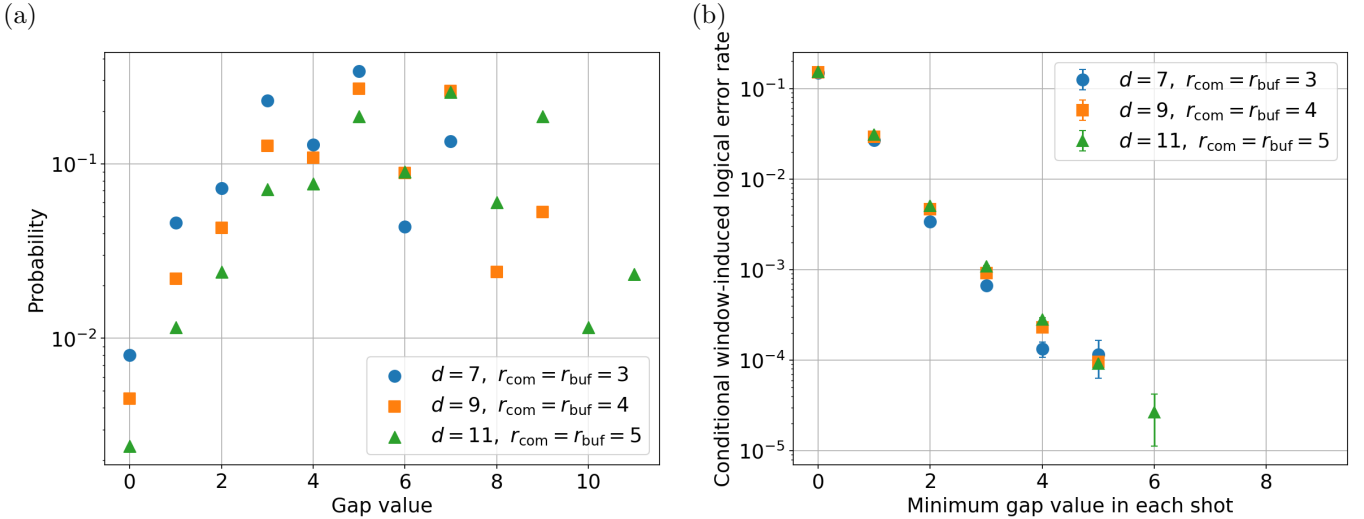 (a)
Probability
10⁻¹
10⁻²
0 2 4 6 8 10
Gap value
d = 7, r_com = r_buf = 3
d = 9, r_com = r_buf = 4
d = 11, r_com = r_buf = 5
(b)
Conditional window-induced logical error rate
10⁻¹
10⁻²
10⁻³
10⁻⁴
10⁻⁵
0 2 4 6 8
Minimum gap value in each shot
d = 7, r_com = r_buf = 3
d = 9, r_com = r_buf = 4
d = 11, r_com = r_buf = 5